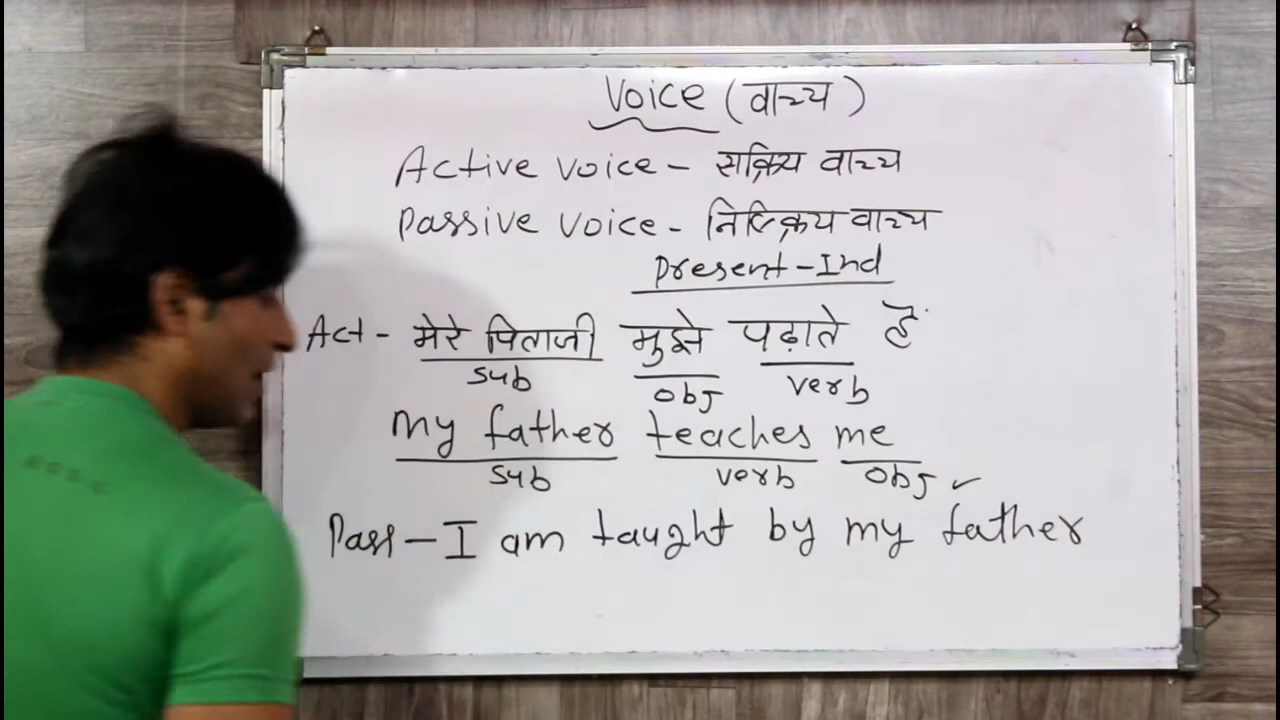 Voice (वाच्य)
Active voice - सक्रिय वाच्य
Passive voice - निष्क्रिय वाच्य
Present-Ind
Act - मेरे पिताजी मुझे पढ़ाते हैं
sub obj verb
My father teaches me
sub verb obj ✓
Pass - I am taught by my father